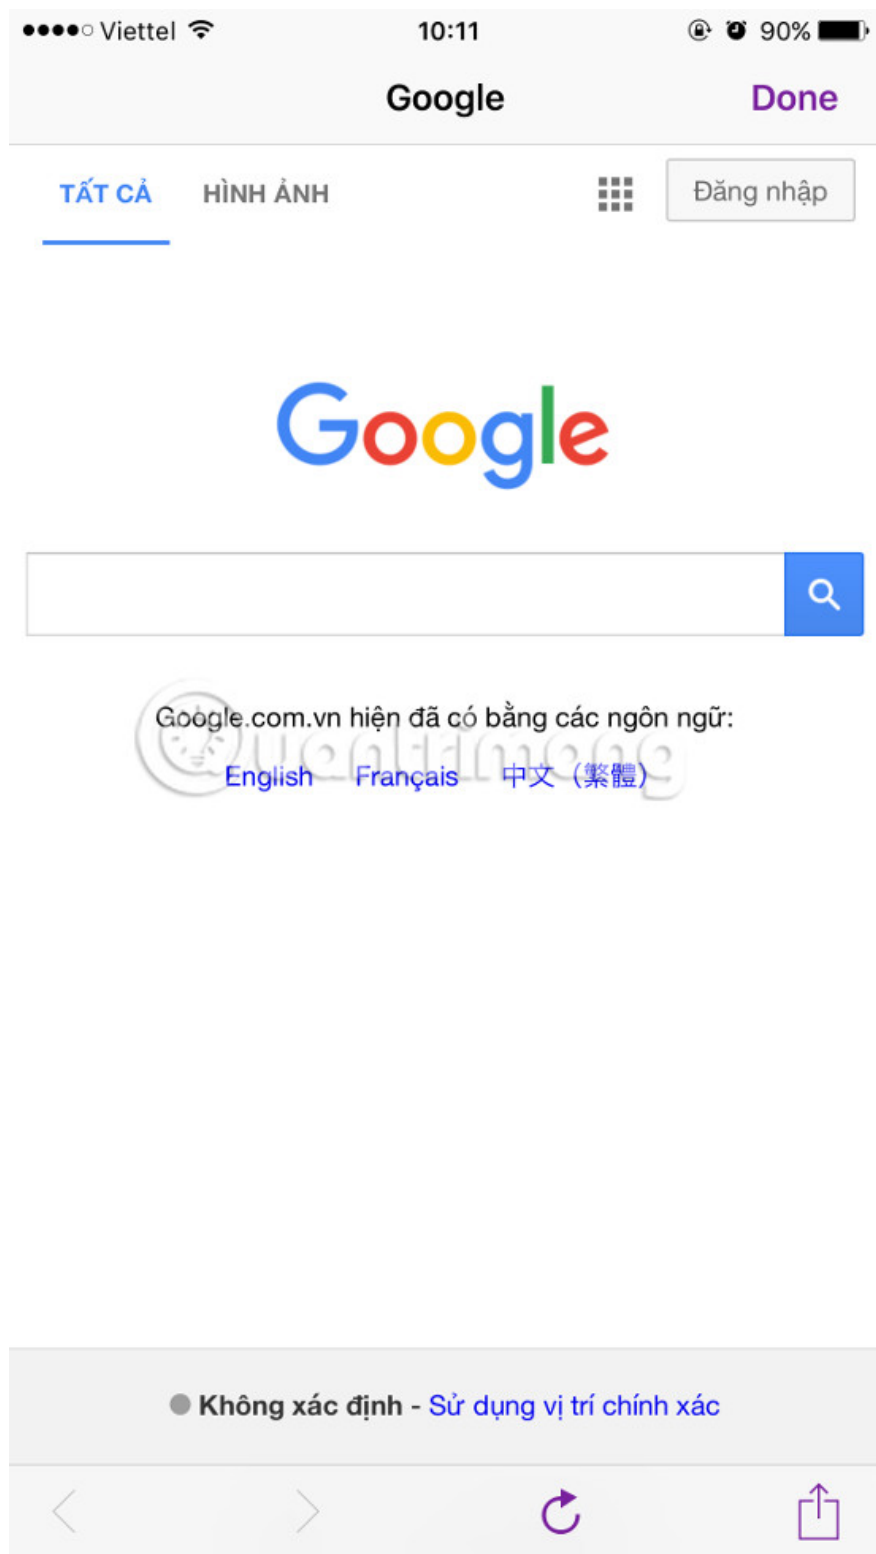 Viettel 10:11 90%
Google Done
TẤT CẢ HÌNH ẢNH Đăng nhập
Google
Google.com.vn hiện đã có bằng các ngôn ngữ:
Quantrimang
English Français 中文（繁體）
Không xác định - Sử dụng vị trí chính xác